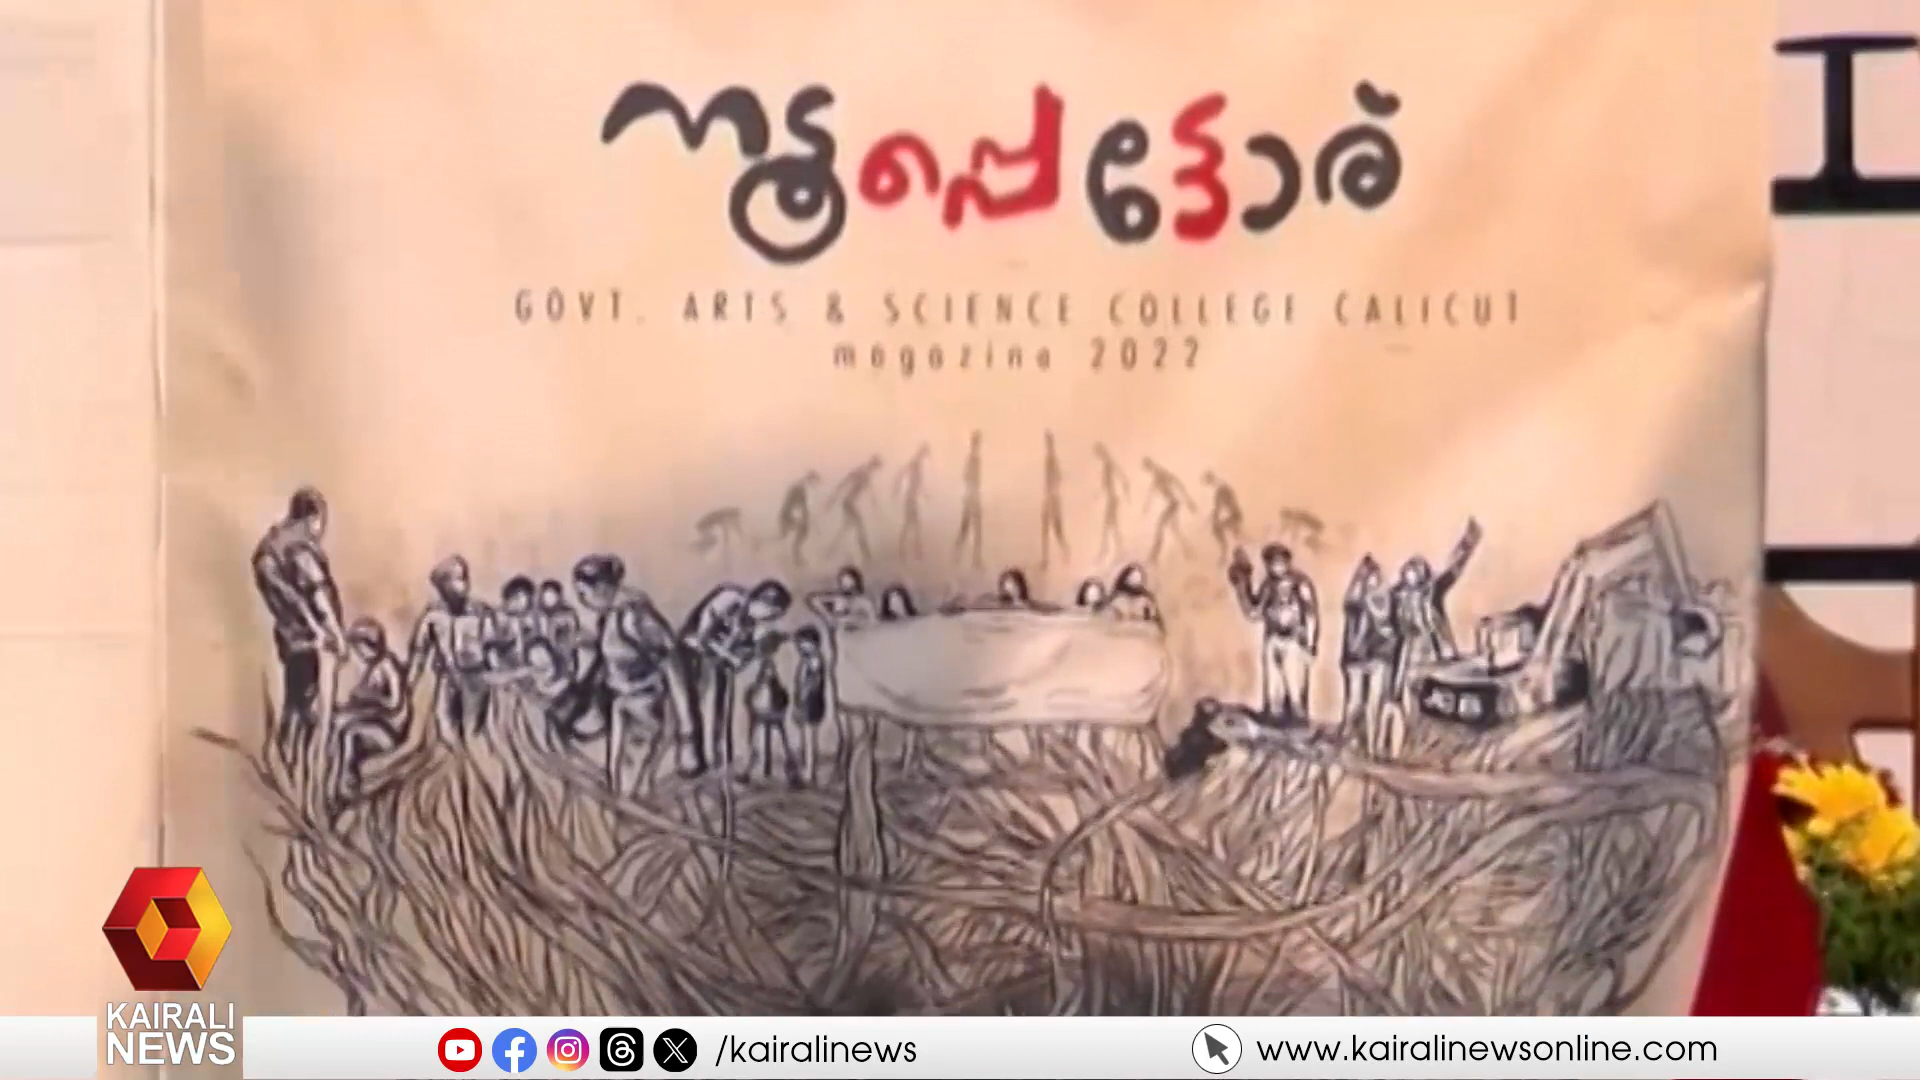 GOVT. ARTS & SCIENCE COLLEGE CALICUT
magazine 2022
KAIRALI
NEWS
/kairalinews
www.kairalinewsonline.com